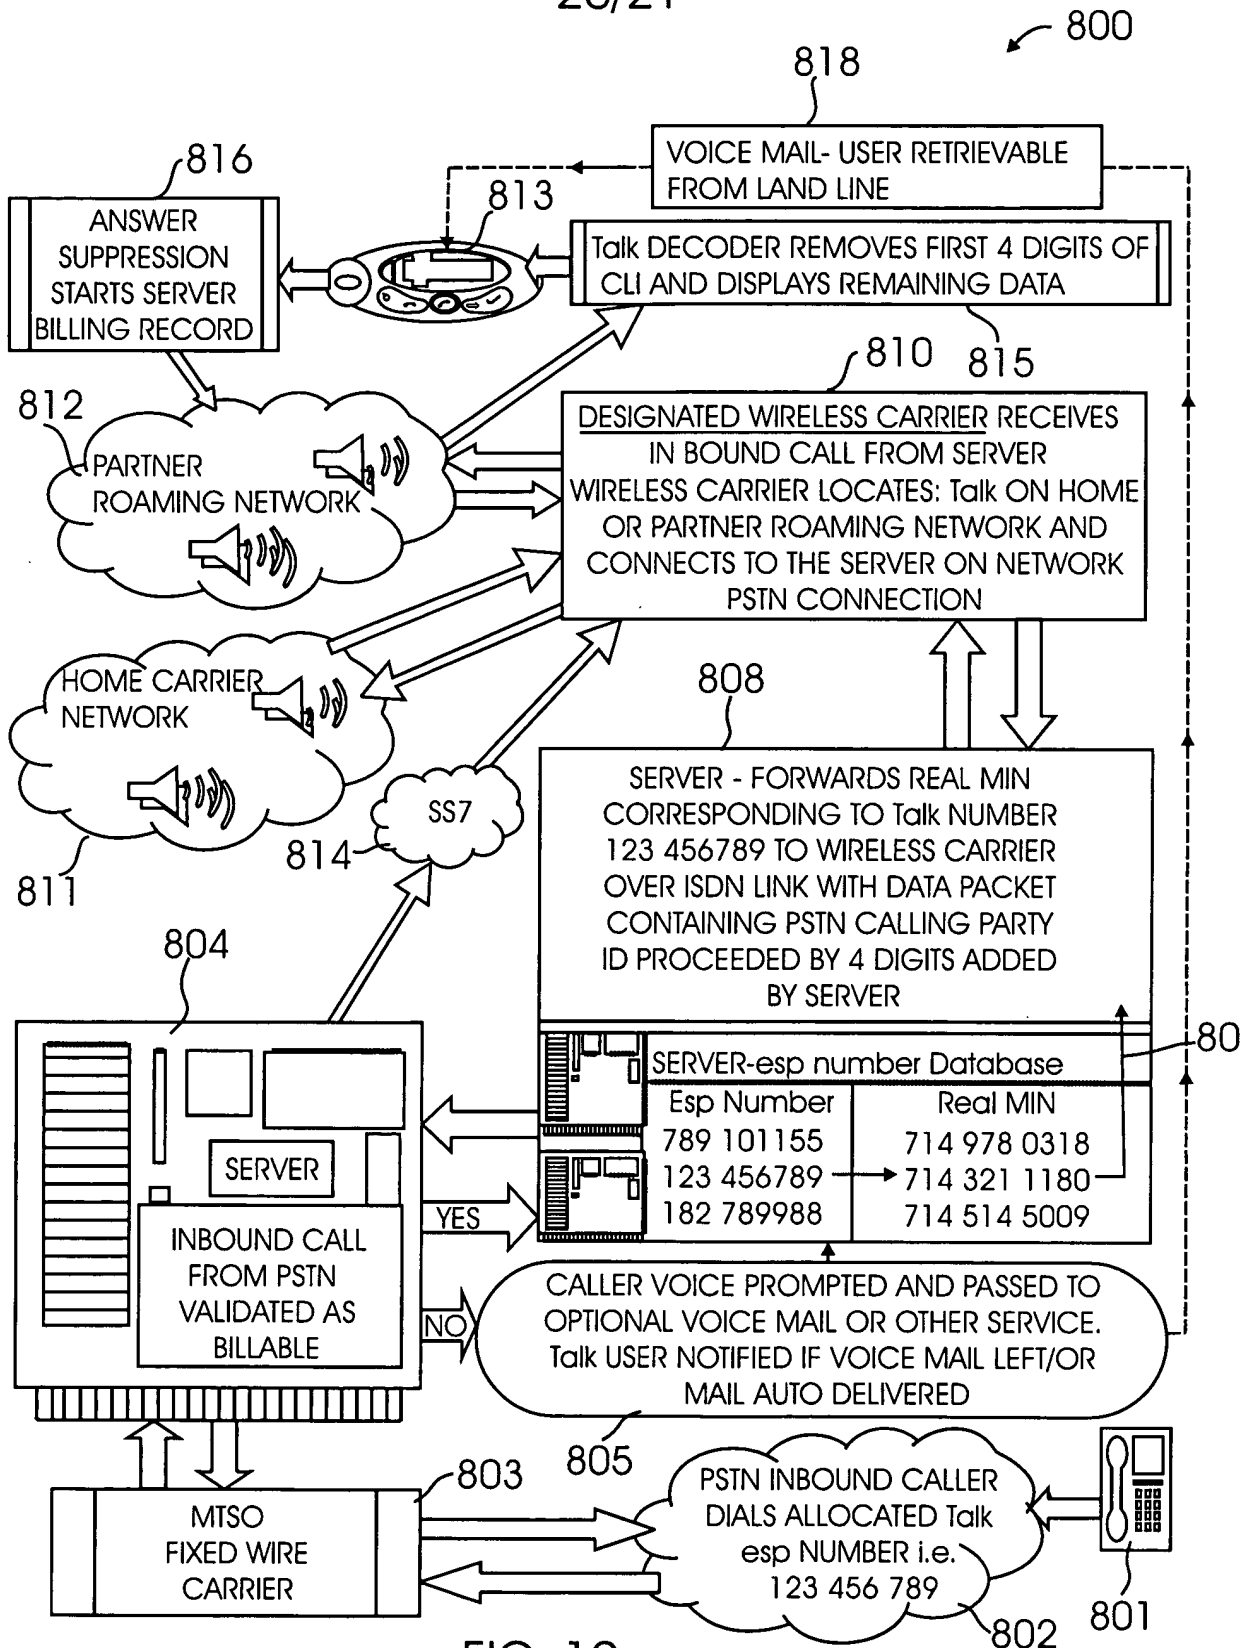 800
818
VOICE MAIL- USER RETRIEVABLE
FROM LAND LINE
816
ANSWER
SUPPRESSION
STARTS SERVER
BILLING RECORD
813
Talk DECODER REMOVES FIRST 4 DIGITS OF
CLI AND DISPLAYS REMAINING DATA
815
810
DESIGNATED WIRELESS CARRIER RECEIVES
IN BOUND CALL FROM SERVER
WIRELESS CARRIER LOCATES: Talk ON HOME
OR PARTNER ROAMING NETWORK AND
CONNECTS TO THE SERVER ON NETWORK
PSTN CONNECTION
812
PARTNER
ROAMING NETWORK
HOME CARRIER
NETWORK
811
SS7
814
808
SERVER - FORWARDS REAL MIN
CORRESPONDING TO Talk NUMBER
123 456789 TO WIRELESS CARRIER
OVER ISDN LINK WITH DATA PACKET
CONTAINING PSTN CALLING PARTY
ID PROCEEDED BY 4 DIGITS ADDED
BY SERVER
80
SERVER-esp number Database
Esp Number Real MIN
789 101155 714 978 0318
123 456789 714 321 1180
182 789988 714 514 5009
804
SERVER
INBOUND CALL
FROM PSTN
VALIDATED AS
BILLABLE
YES
NO
CALLER VOICE PROMPTED AND PASSED TO
OPTIONAL VOICE MAIL OR OTHER SERVICE.
Talk USER NOTIFIED IF VOICE MAIL LEFT/OR
MAIL AUTO DELIVERED
805
803
MTSO
FIXED WIRE
CARRIER
PSTN INBOUND CALLER
DIALS ALLOCATED Talk
esp NUMBER i.e.
123 456 789
802
801